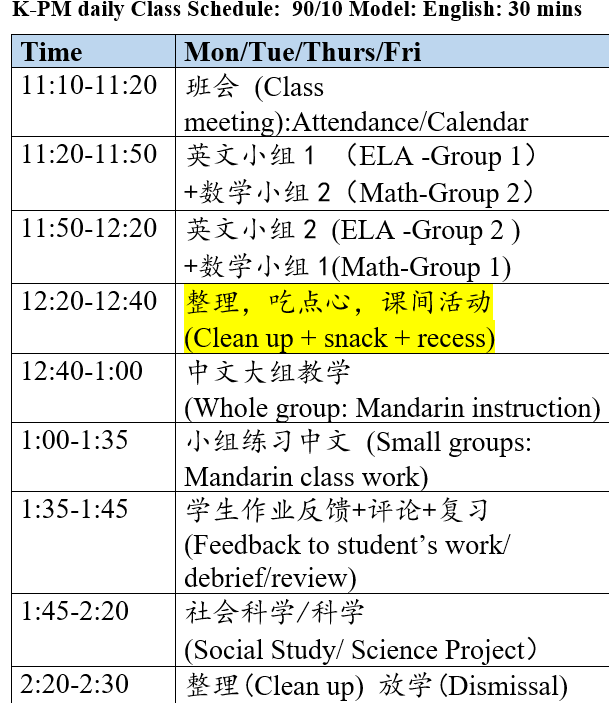 K-PM daily Class Schedule: 90/10 Model: English: 30 mins
Time Mon/Tue/Thurs/Fri
11:10-11:20 班会 (Class
meeting):Attendance/Calendar
11:20-11:50 英文小组1 （ELA -Group 1）
+数学小组2（Math-Group 2）
11:50-12:20 英文小组2 (ELA -Group 2 )
+数学小组1(Math-Group 1)
12:20-12:40 整理，吃点心，课间活动
(Clean up + snack + recess)
12:40-1:00 中文大组教学
(Whole group: Mandarin instruction)
1:00-1:35 小组练习中文 (Small groups:
Mandarin class work)
1:35-1:45 学生作业反馈+评论+复习
(Feedback to student’s work/
debrief/review)
1:45-2:20 社会科学/科学
(Social Study/ Science Project）
2:20-2:30 整理(Clean up) 放学(Dismissal)